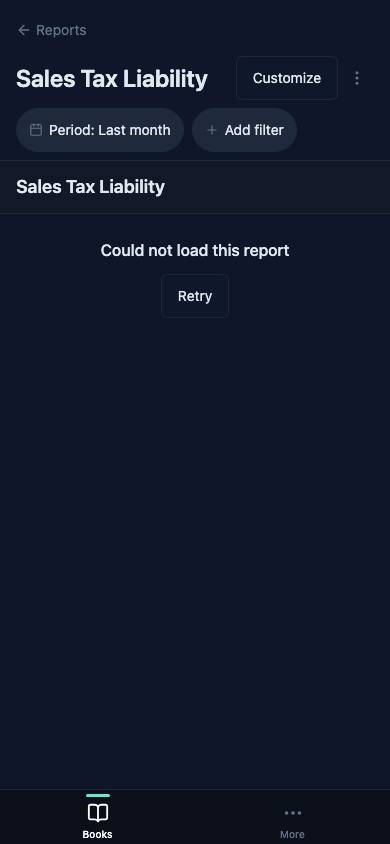 Reports
Sales Tax Liability
Customize
Period: Last month
Add filter
Sales Tax Liability
Could not load this report
Retry
Books
More